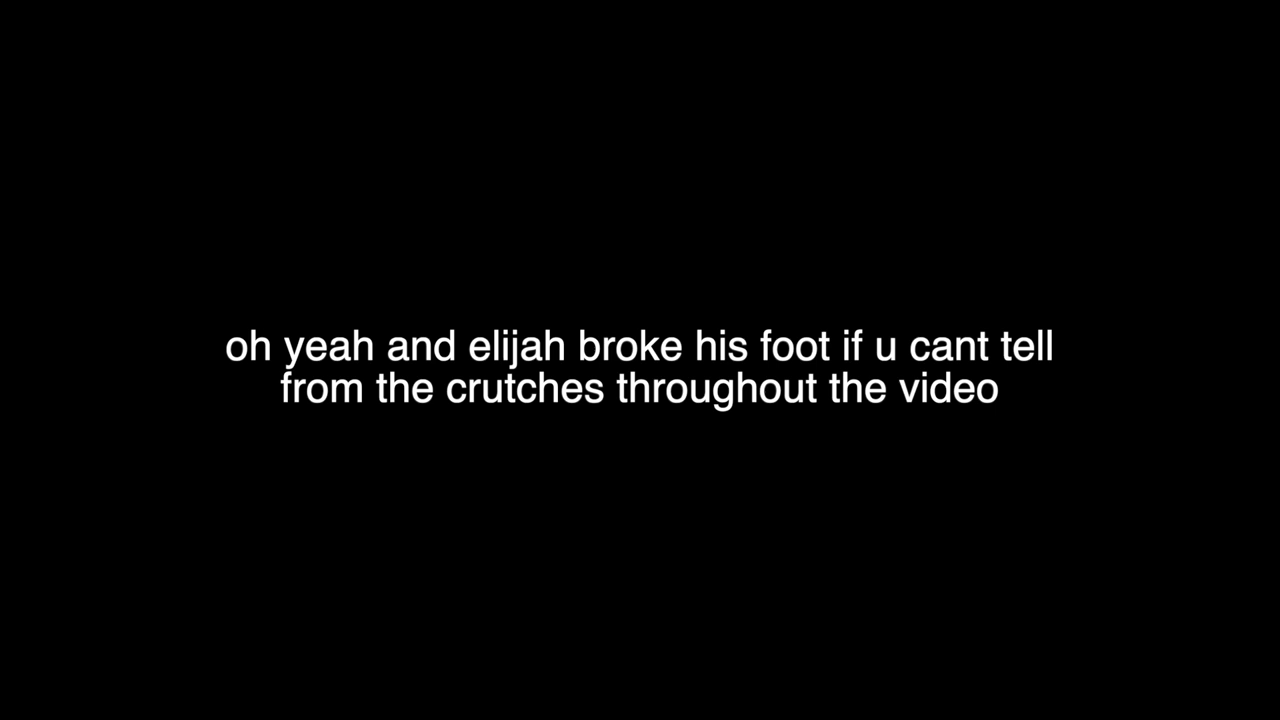 oh yeah and elijah broke his foot if u cant tell
from the crutches throughout the video